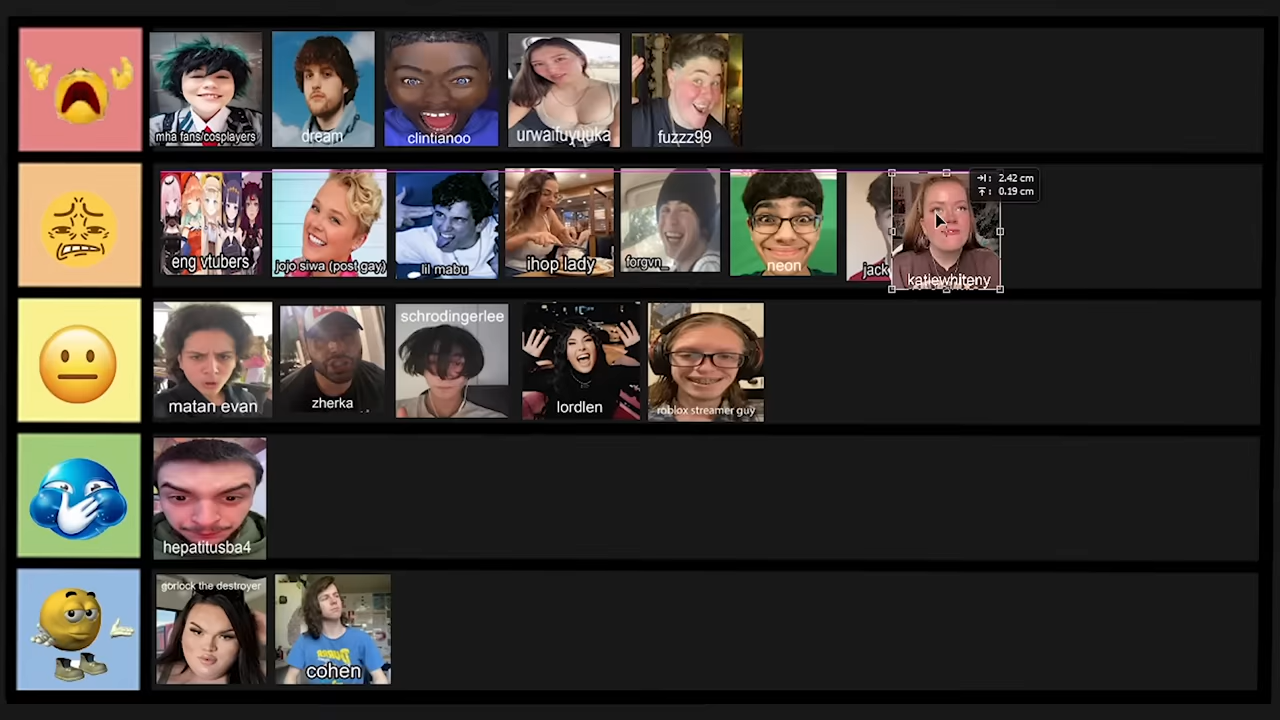 mha fans/cosplayers
dream
clintianoo
urwaifuyuuka
fuzzz99
eng vtubers
jojo siwa (post gay)
lil mabu
ihop lady
forgvn_
neon
jack
katiewhiteny
2.42 cm
0.19 cm
matan evan
zherka
schrodingerlee
lordlen
roblox streamer guy
hepatitusba4
gorlock the destroyer
cohen